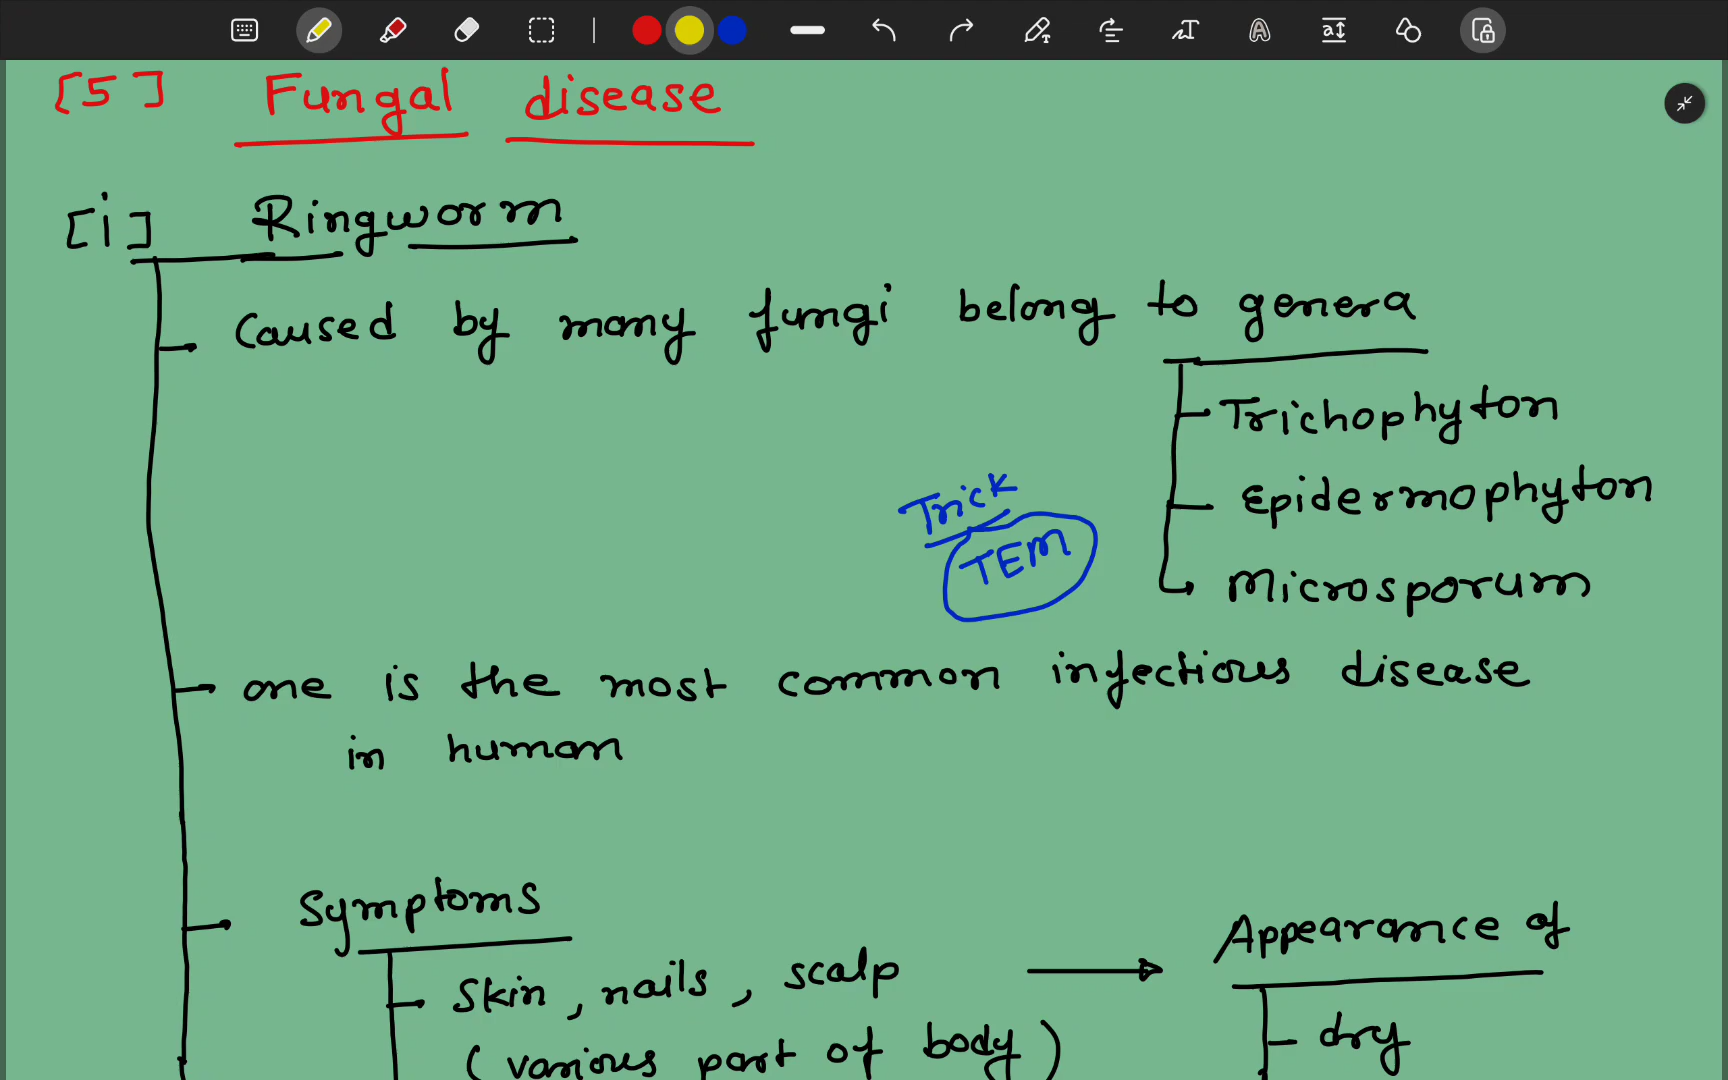 [5] Fungal disease
[i] Ringworm
Caused by many fungi belong to genera
Trichophyton
Epidermophyton
Trick
TEM
Microsporum
one is the most common infectious disease
in human
Symptoms
Appearance of
Skin, nails, scalp
dry
(various part of body)